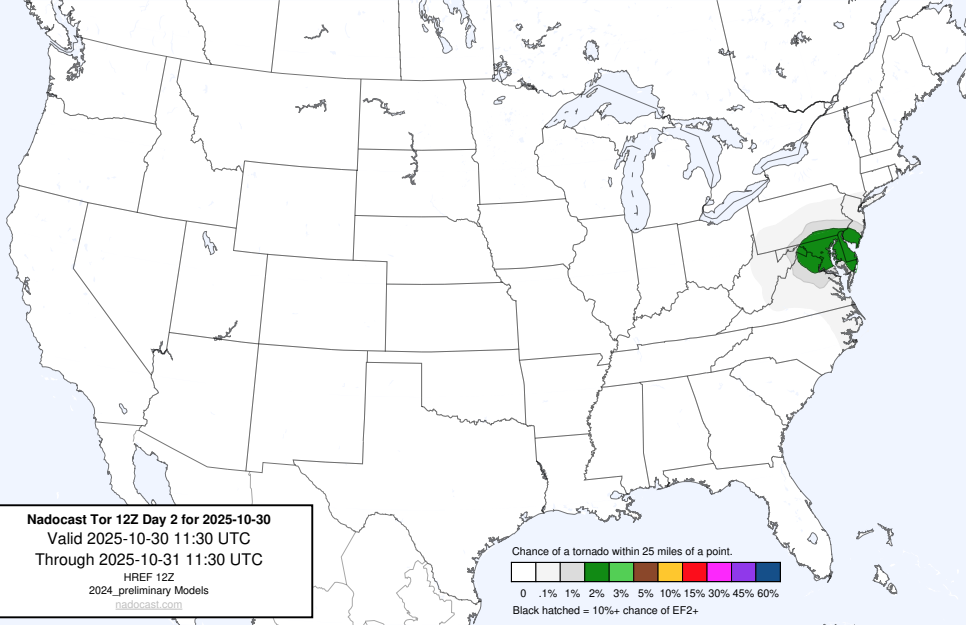 Nadocast Tor 12Z Day 2 for 2025-10-30
Valid 2025-10-30 11:30 UTC
Through 2025-10-31 11:30 UTC
HREF 12Z
2024_preliminary Models
nadocast.com
Chance of a tornado within 25 miles of a point.
0 .1% 1% 2% 3% 5% 10% 15% 30% 45% 60%
Black hatched = 10%+ chance of EF2+